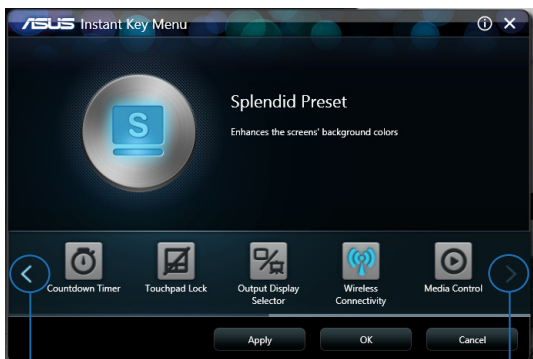 ASUS Instant Key Menu
S
Splendid Preset
Enhances the screens' background colors
Countdown Timer
Touchpad Lock
Output Display
Selector
Wireless
Connectivity
Media Control
Apply
OK
Cancel